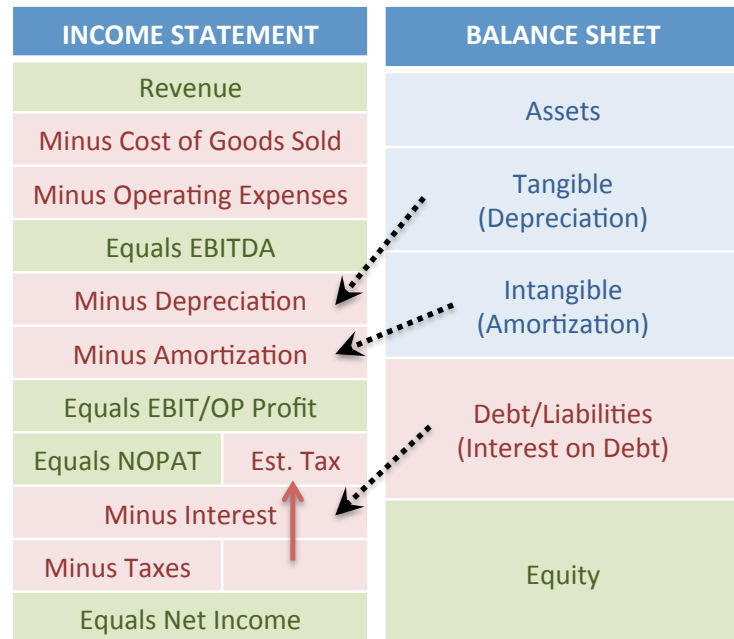 INCOME STATEMENT
Revenue
Minus Cost of Goods Sold
Minus Operating Expenses
Equals EBITDA
Minus Depreciation
Minus Amortization
Equals EBIT/OP Profit
Equals NOPAT
Est. Tax
Minus Interest
Minus Taxes
Equals Net Income
BALANCE SHEET
Assets
Tangible
(Depreciation)
Intangible
(Amortization)
Debt/Liabilities
(Interest on Debt)
Equity